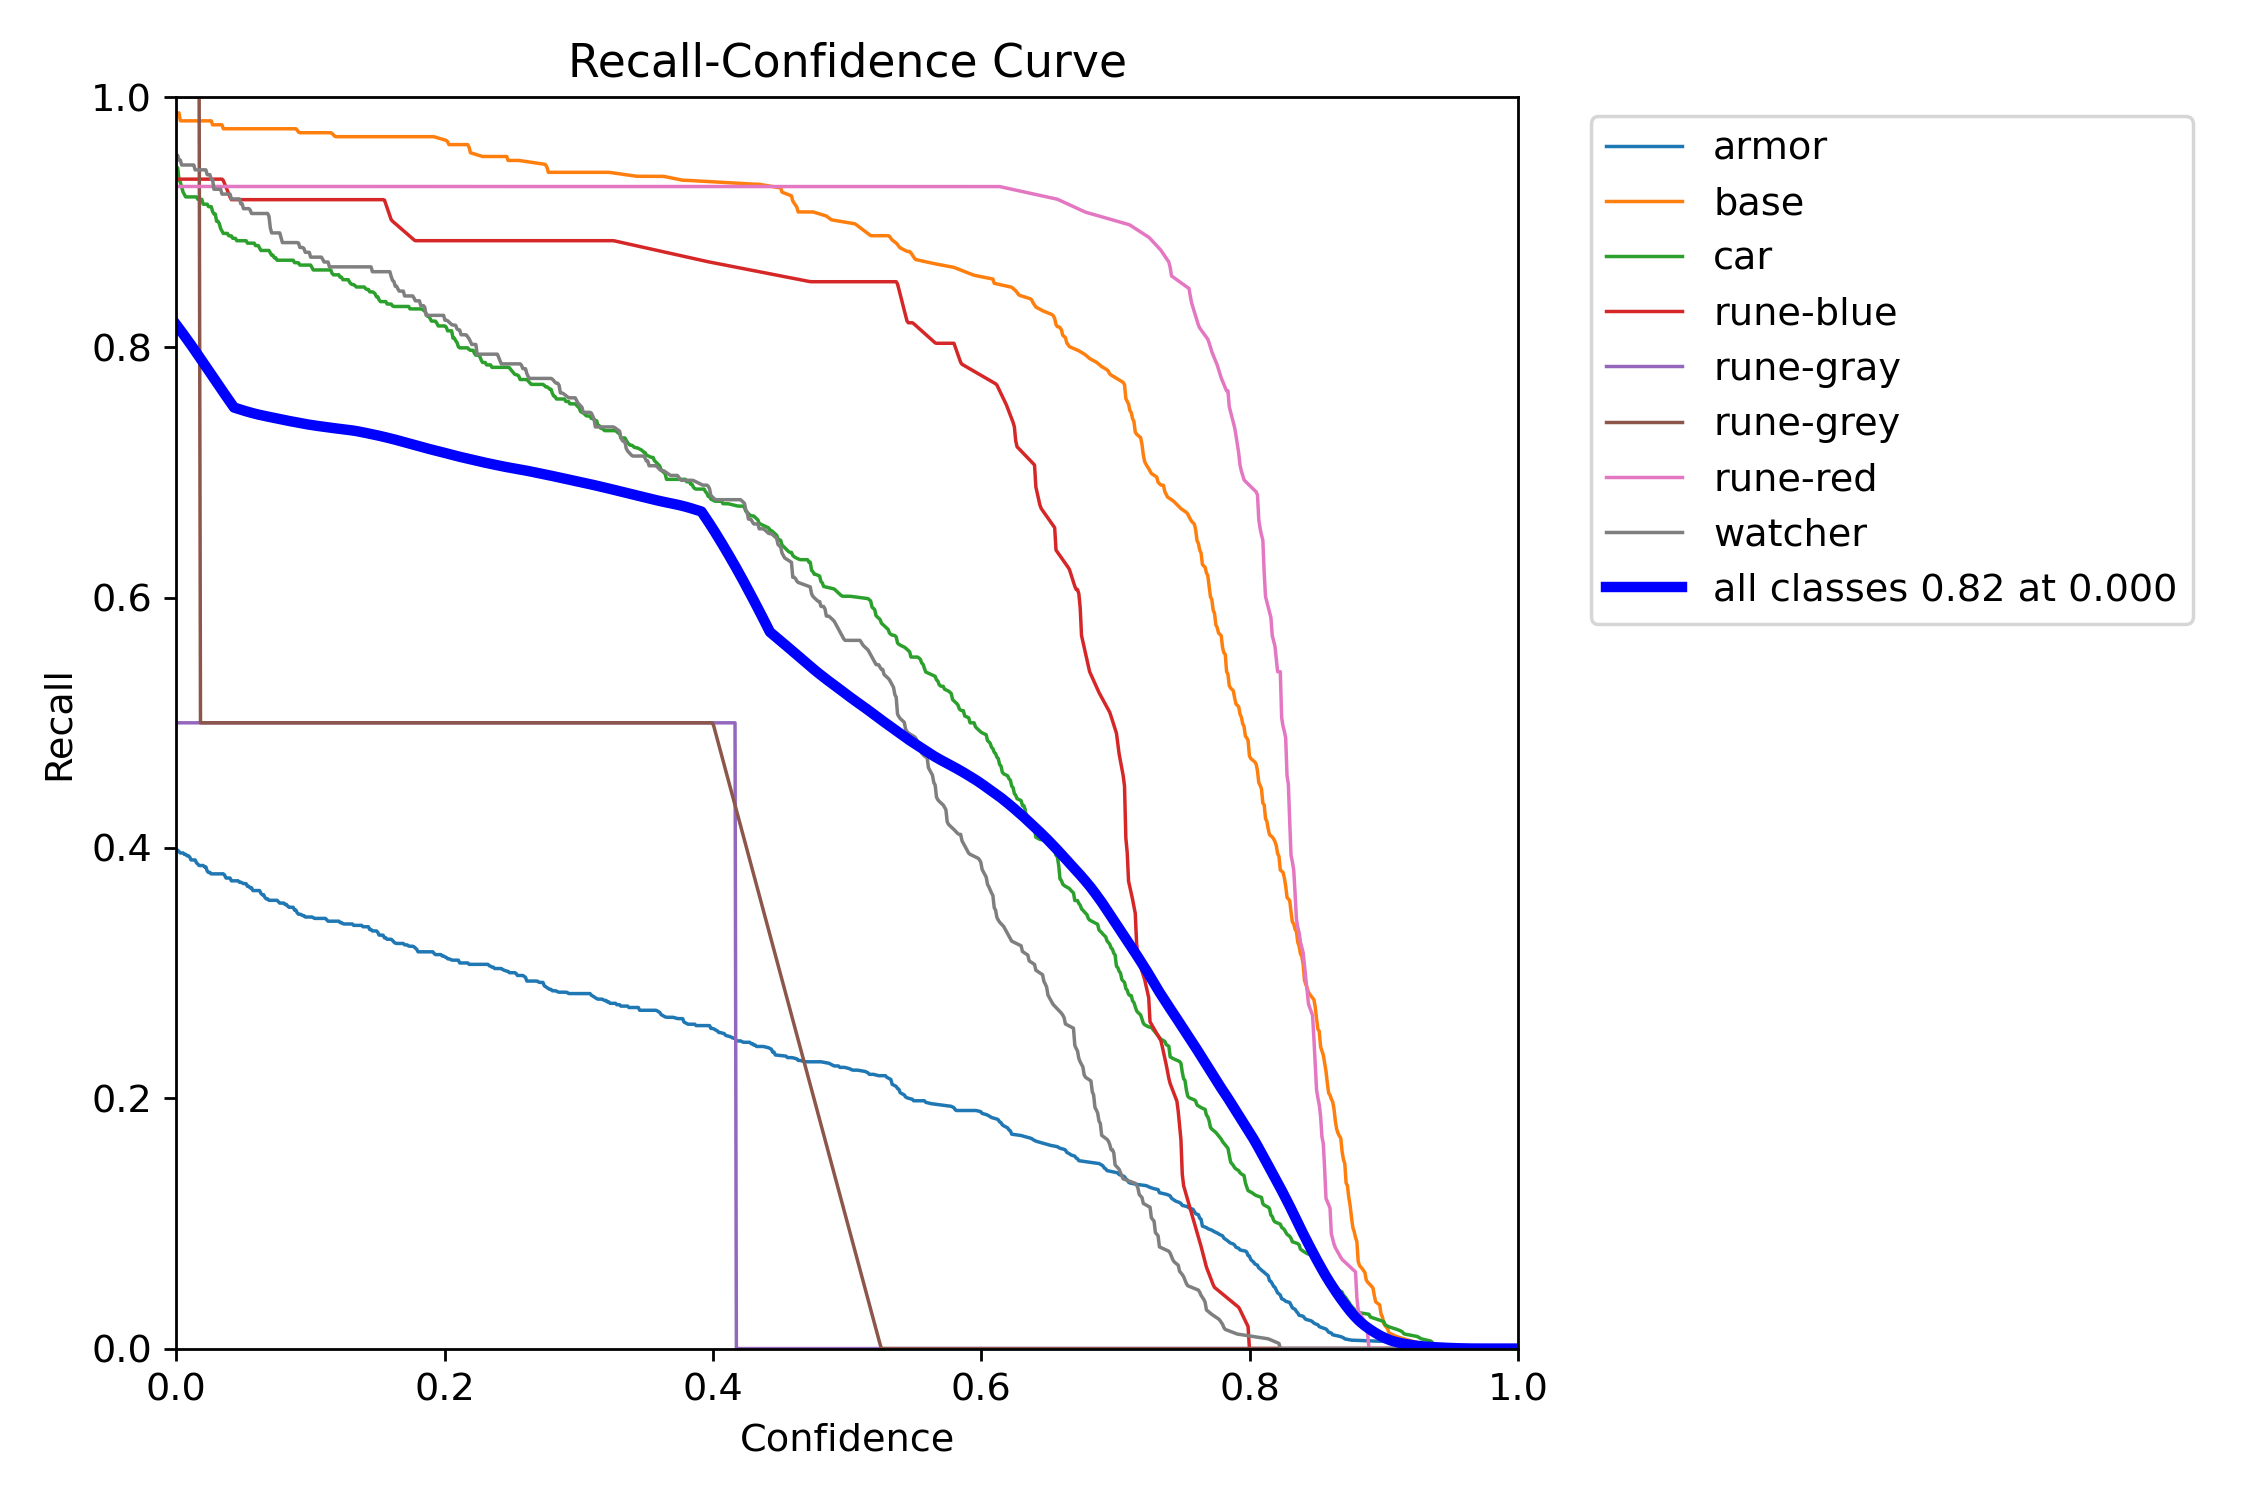 Recall-Confidence Curve
1.0
0.8
0.6
0.4
0.2
0.0
Recall
0.0 0.2 0.4 0.6 0.8 1.0
Confidence
armor
base
car
rune-blue
rune-gray
rune-grey
rune-red
watcher
all classes 0.82 at 0.000